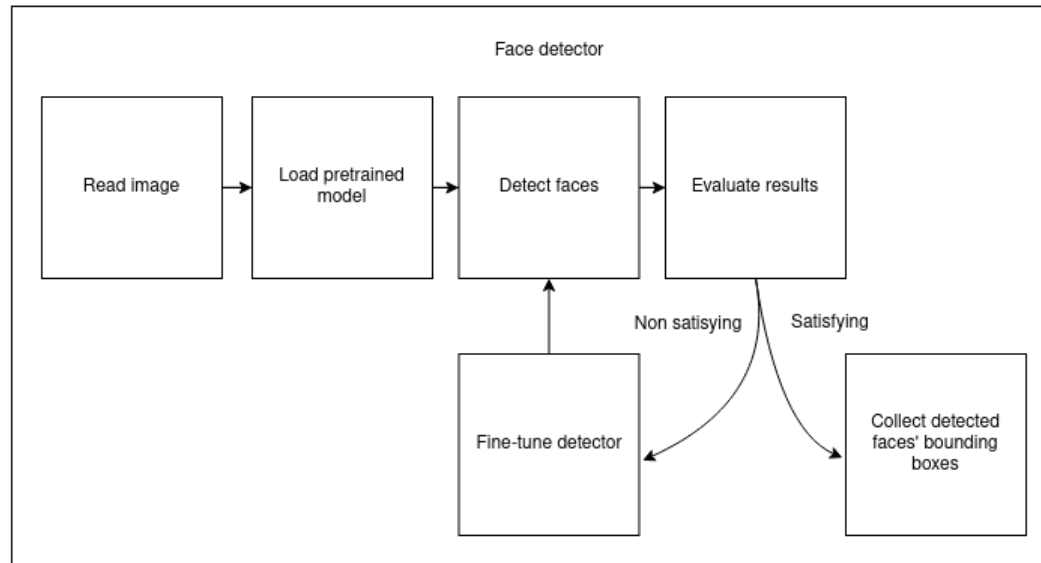 Face detector
Read image
Load pretrained
model
Detect faces
Evaluate results
Non satisying
Satisfying
Fine-tune detector
Collect detected
faces' bounding
boxes